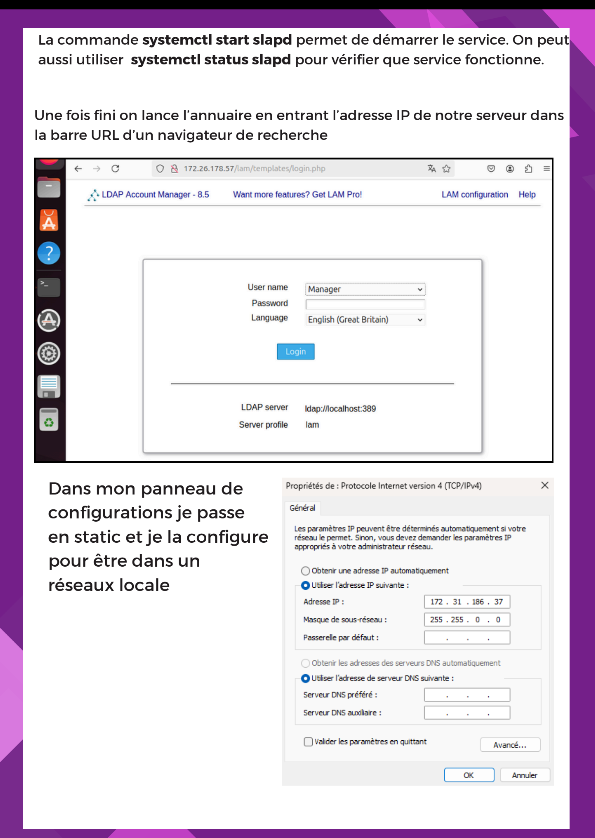 La commande systemctl start slapd permet de démarrer le service. On peut
aussi utiliser systemctl status slapd pour vérifier que service fonctionne.
Une fois fini on lance l'annuaire en entrant l'adresse IP de notre serveur dans
la barre URL d'un navigateur de recherche
172.26.178.57/lam/templates/login.php
LDAP Account Manager - 8.5 Want more features? Get LAM Pro! LAM configuration Help
User name Manager
Password
Language English (Great Britain)
Login
LDAP server ldap://localhost:389
Server profile lam
Dans mon panneau de
configurations je passe
en static et je la configure
pour être dans un
réseaux locale
Propriétés de : Protocole Internet version 4 (TCP/IPv4)
Général
Les paramètres IP peuvent être déterminés automatiquement si votre
réseau le permet. Sinon, vous devez demander les paramètres IP
appropriés à votre administrateur réseau.
Obtenir une adresse IP automatiquement
Utiliser l'adresse IP suivante :
Adresse IP : 172 . 31 . 186 . 37
Masque de sous-réseau : 255 . 255 . 0 . 0
Passerelle par défaut : . . .
Obtenir les adresses des serveurs DNS automatiquement
Utiliser l'adresse de serveur DNS suivante :
Serveur DNS préféré : . . .
Serveur DNS auxiliaire : . . .
Valider les paramètres en quittant
Avancé...
OK Annuler